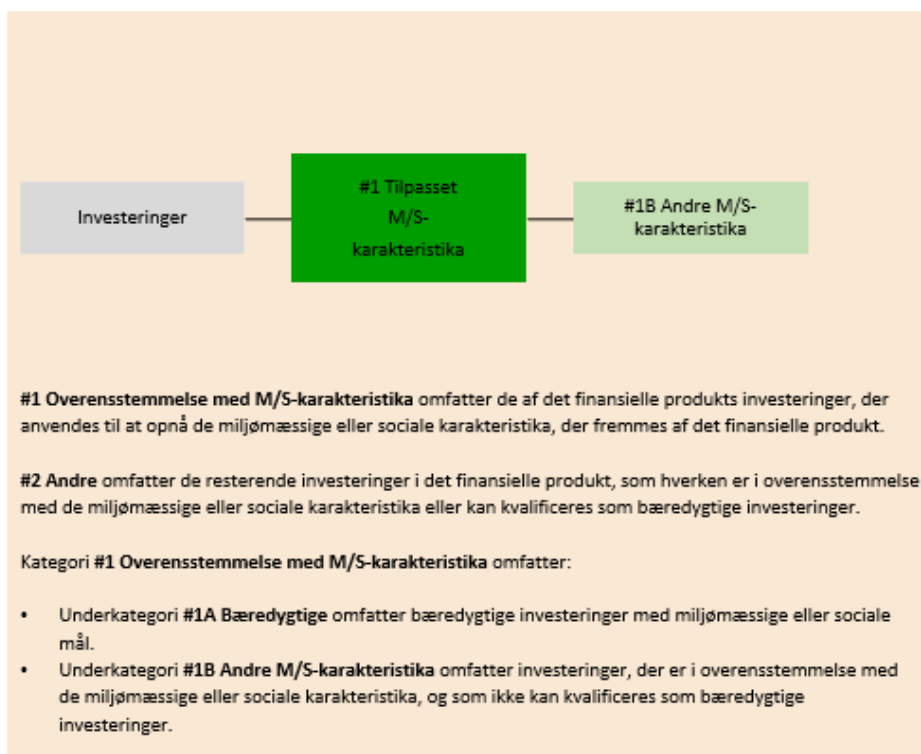 Investeringer
#1 Tilpasset
M/S-
karakteristika
#1B Andre M/S-
karakteristika
#1 Overensstemmelse med M/S-karakteristika omfatter de af det finansielle produkts investeringer, der
anvendes til at opnå de miljømæssige eller sociale karakteristika, der fremmes af det finansielle produkt.
#2 Andre omfatter de resterende investeringer i det finansielle produkt, som hverken er i overensstemmelse
med de miljømæssige eller sociale karakteristika eller kan kvalificeres som bæredygtige investeringer.
Kategori #1 Overensstemmelse med M/S-karakteristika omfatter:
• Underkategori #1A Bæredygtige omfatter bæredygtige investeringer med miljømæssige eller sociale
mål.
• Underkategori #1B Andre M/S-karakteristika omfatter investeringer, der er i overensstemmelse med
de miljømæssige eller sociale karakteristika, og som ikke kan kvalificeres som bæredygtige
investeringer.